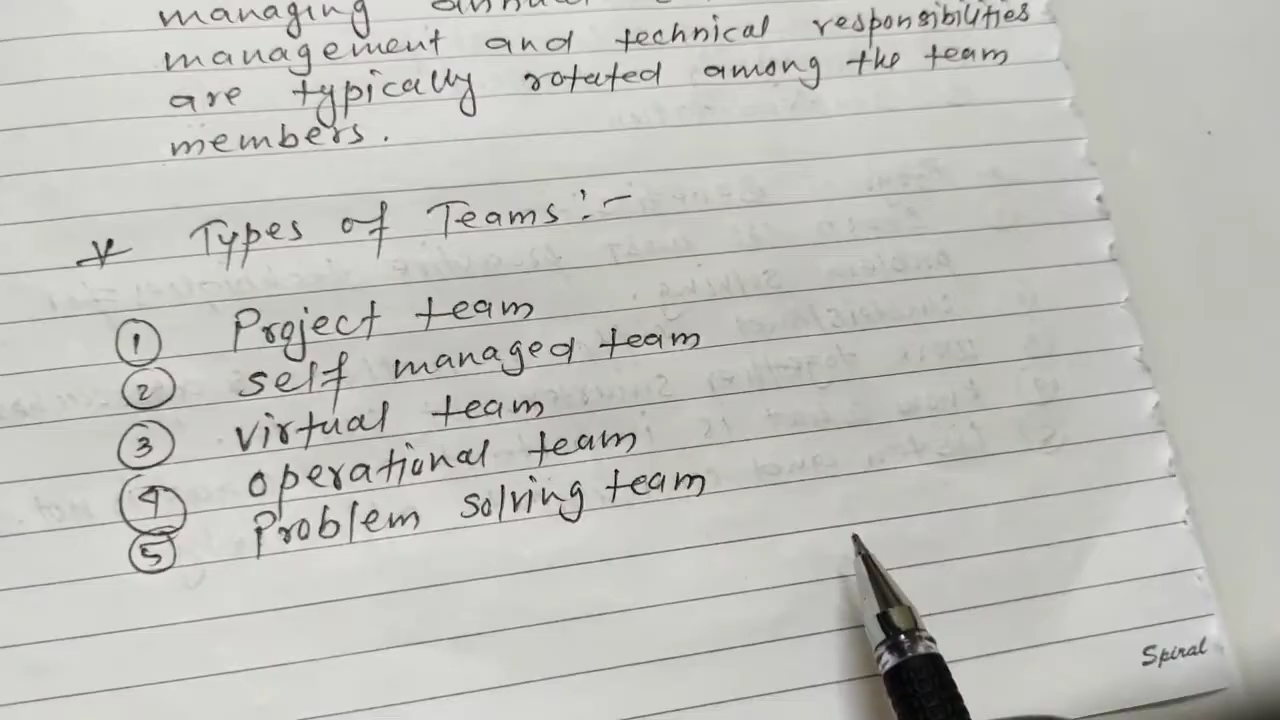 managing
management and technical responsibilities
are typically rotated among the team
members.
* Types of Teams :-
① Project team
② self managed team
③ virtual team
④ operational team
⑤ Problem solving team
Spiral